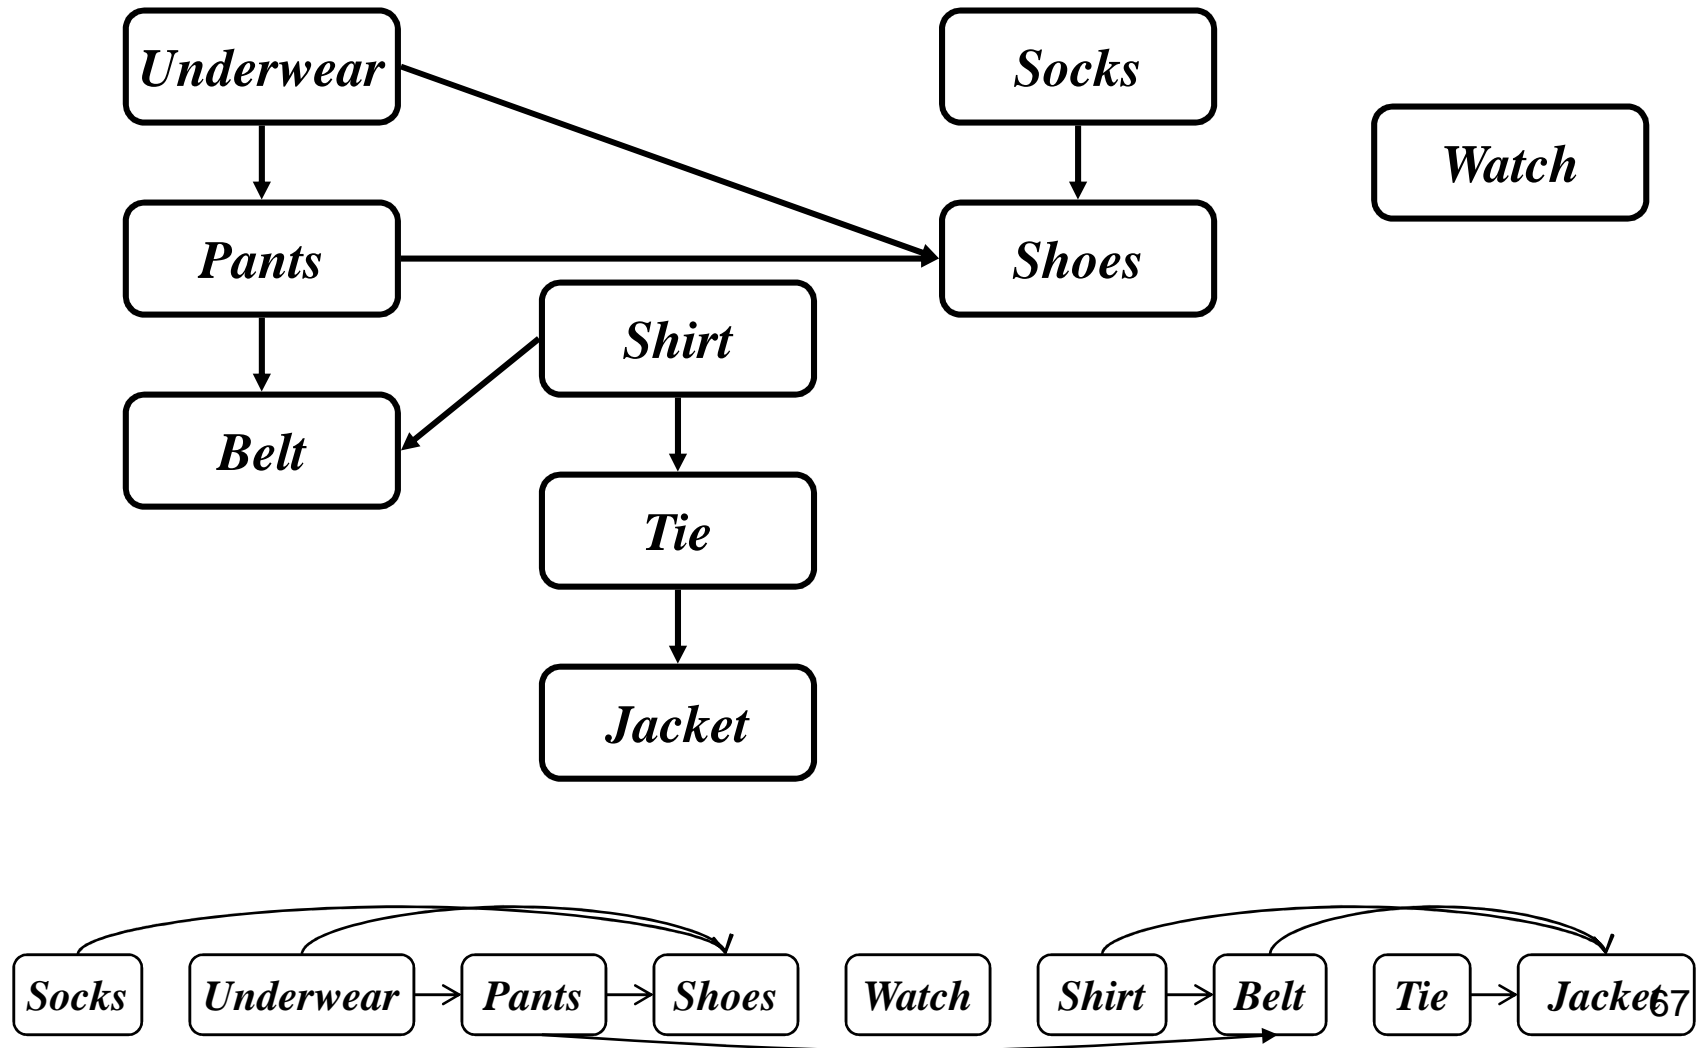 Underwear
Socks
Watch
Pants
Shoes
Shirt
Belt
Tie
Jacket
Socks
Underwear
Pants
Shoes
Watch
Shirt
Belt
Tie
Jacket
67